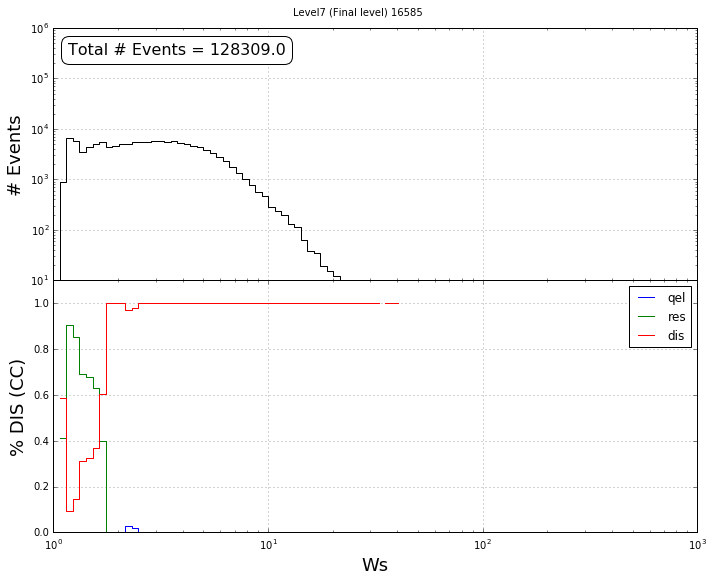 Level7 (Final level) 16585
Total # Events = 128309.0
# Events
10^6
10^5
10^4
10^3
10^2
10^1
% DIS (CC)
1.0
0.8
0.6
0.4
0.2
0.0
qel
res
dis
10^0 10^1 10^2 10^3
Ws